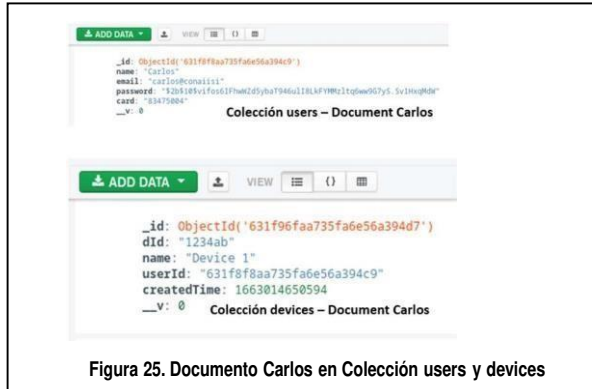 ADD DATA VIEW {}
_id: ObjectId('631f8f8aa735fa6e56a394c9')
name: "Carlos"
email: "carlos@conaiisi"
card: "83475004"
__v: 0 Colección users – Document Carlos
ADD DATA VIEW {}
_id: ObjectId('631f96faa735fa6e56a394d7')
dId: "1234ab"
name: "Device 1"
userId: "631f8f8aa735fa6e56a394c9"
createdTime: 1663014650594
__v: 0 Colección devices – Document Carlos
Figura 25. Documento Carlos en Colección users y devices